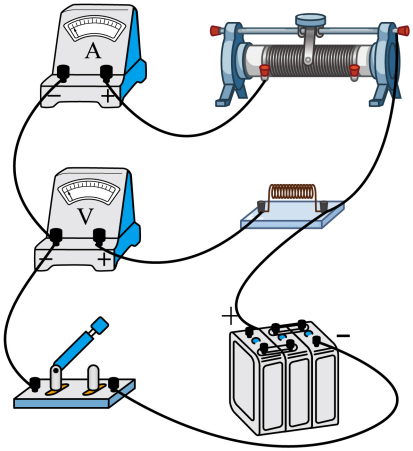 A
− +
V
− +
+ −